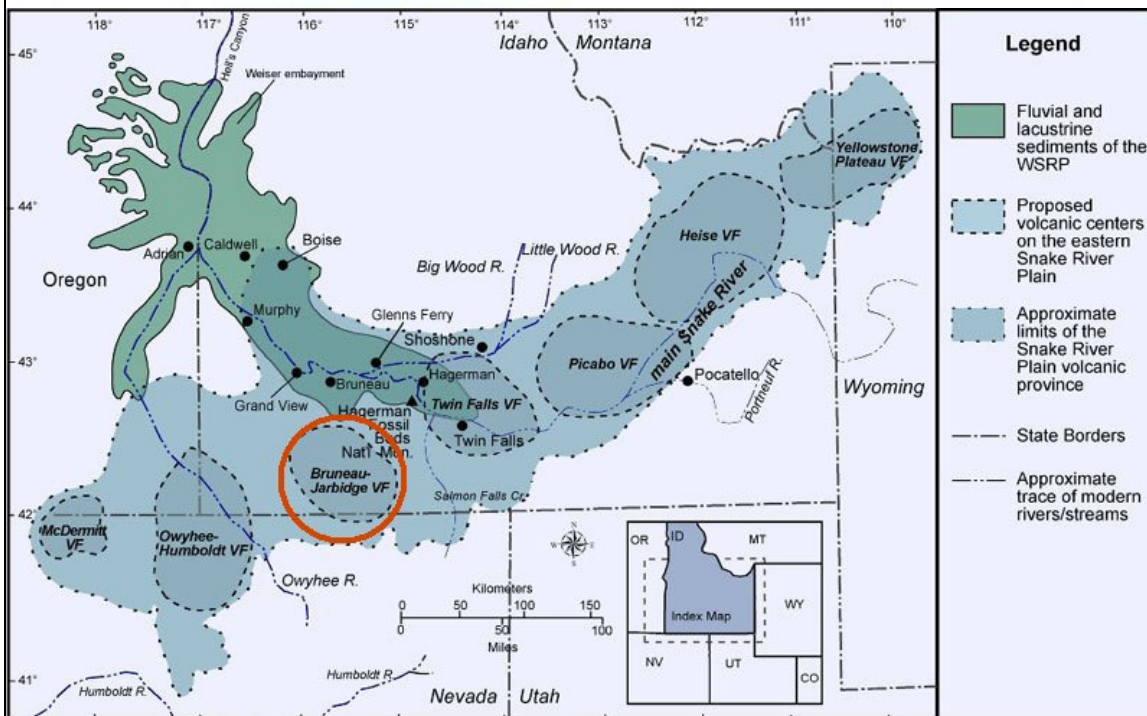 118°
117°
116°
115°
114°
113°
112°
111°
110°
45°
44°
43°
42°
41°
Idaho
Montana
Hell's Canyon
Weiser embayment
Yellowstone
Plateau VF
Heise VF
Little Wood R.
Big Wood R.
Adrian
Caldwell
Boise
Oregon
Murphy
Glenns Ferry
Shoshone
main Snake River
Picabo VF
Hagerman
Pocatello
Portneuf R.
Wyoming
Bruneau
Grand View
Twin Falls VF
Hagerman
Fossil
Beds
Nat'l Mon.
Twin Falls
Bruneau-
Jarbidge VF
Salmon Falls Cr.
McDermitt
VF
Owyhee-
Humboldt VF
Owyhee R.
Kilometers
0 50 100 150
0 50 100
Miles
N
S
W
E
OR
ID
MT
WY
Index Map
NV
UT
CO
Humboldt R.
Humboldt R.
Nevada
Utah
Legend
Fluvial and
lacustrine
sediments of the
WSRP
Proposed
volcanic centers
on the eastern
Snake River
Plain
Approximate
limits of the
Snake River
Plain volcanic
province
State Borders
Approximate
trace of modern
rivers/streams